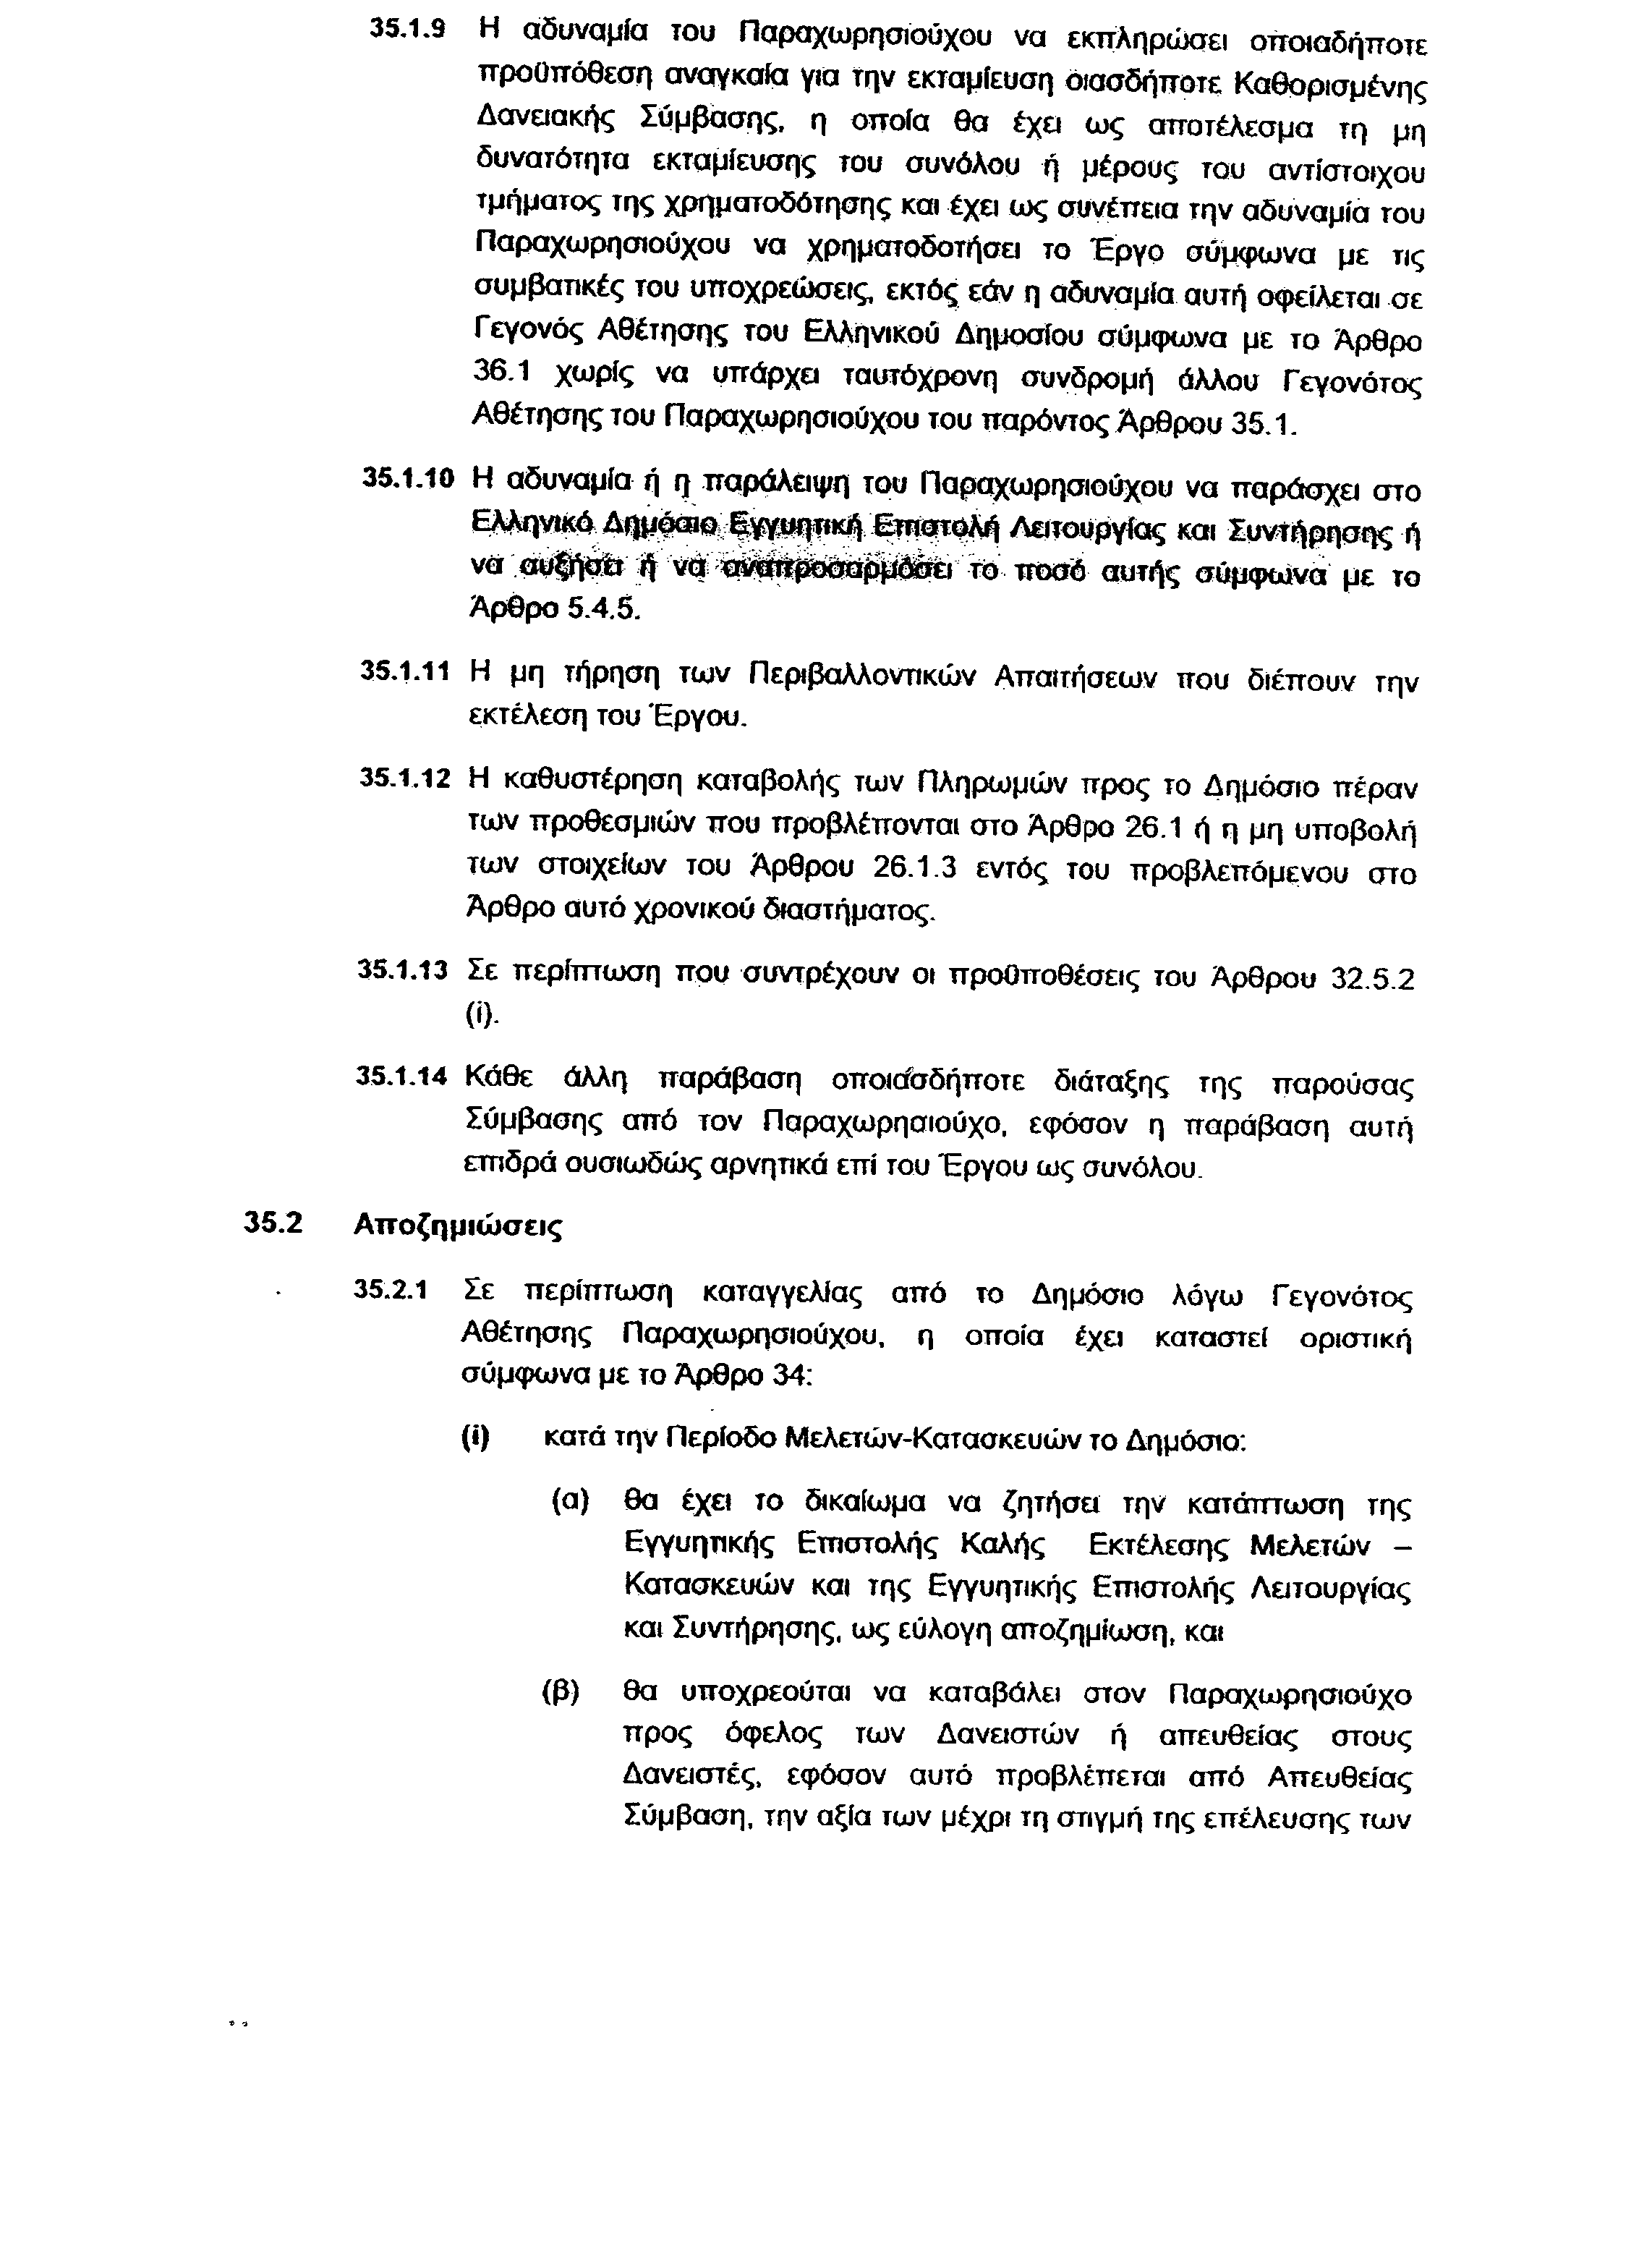 35.1.9 Η αδυναμία του Παραχωρησιούχου να εκπληρώσει οποιαδήποτε
προϋπόθεση αναγκαία για την εκταμίευση οιασδήποτε Καθορισμένης
Δανειακής Σύμβασης, η οποία θα έχει ως αποτέλεσμα τη μη
δυνατότητα εκταμίευσης του συνόλου ή μέρους του αντίστοιχου
τμήματος της χρηματοδότησης και έχει ως συνέπεια την αδυναμία του
Παραχωρησιούχου να χρηματοδοτήσει το Έργο σύμφωνα με τις
συμβατικές του υποχρεώσεις, εκτός εάν η αδυναμία αυτή οφείλεται σε
Γεγονός Αθέτησης του Ελληνικού Δημοσίου σύμφωνα με το Άρθρο
36.1 χωρίς να υπάρχει ταυτόχρονη συνδρομή άλλου Γεγονότος
Αθέτησης του Παραχωρησιούχου του παρόντος Άρθρου 35.1.
35.1.10 Η αδυναμία ή η παράλειψη του Παραχωρησιούχου να παράσχει στο
Ελληνικό Δημόσιο Εγγυητική Επιστολή Λειτουργίας και Συντήρησης ή
να αυξήσει ή να αναπροσαρμόσει το ποσό αυτής σύμφωνα με το
Άρθρο 5.4.5.
35.1.11 Η μη τήρηση των Περιβαλλοντικών Απαιτήσεων που διέπουν την
εκτέλεση του Έργου.
35.1.12 Η καθυστέρηση καταβολής των Πληρωμών προς το Δημόσιο πέραν
των προθεσμιών που προβλέπονται στο Άρθρο 26.1 ή η μη υποβολή
των στοιχείων του Άρθρου 26.1.3 εντός του προβλεπόμενου στο
Άρθρο αυτό χρονικού διαστήματος.
35.1.13 Σε περίπτωση που συντρέχουν οι προϋποθέσεις του Άρθρου 32.5.2
(i).
35.1.14 Κάθε άλλη παράβαση οποιασδήποτε διάταξης της παρούσας
Σύμβασης από τον Παραχωρησιούχο, εφόσον η παράβαση αυτή
επιδρά ουσιωδώς αρνητικά επί του Έργου ως συνόλου.
35.2 Αποζημιώσεις
35.2.1 Σε περίπτωση καταγγελίας από το Δημόσιο λόγω Γεγονότος
Αθέτησης Παραχωρησιούχου, η οποία έχει καταστεί οριστική
σύμφωνα με το Άρθρο 34:
(i) κατά την Περίοδο Μελετών-Κατασκευών το Δημόσιο:
(α) θα έχει το δικαίωμα να ζητήσει την κατάπτωση της
Εγγυητικής Επιστολής Καλής Εκτέλεσης Μελετών –
Κατασκευών και της Εγγυητικής Επιστολής Λειτουργίας
και Συντήρησης, ως εύλογη αποζημίωση, και
(β) θα υποχρεούται να καταβάλει στον Παραχωρησιούχο
προς όφελος των Δανειστών ή απευθείας στους
Δανειστές, εφόσον αυτό προβλέπεται από Απευθείας
Σύμβαση, την αξία των μέχρι τη στιγμή της επέλευσης των